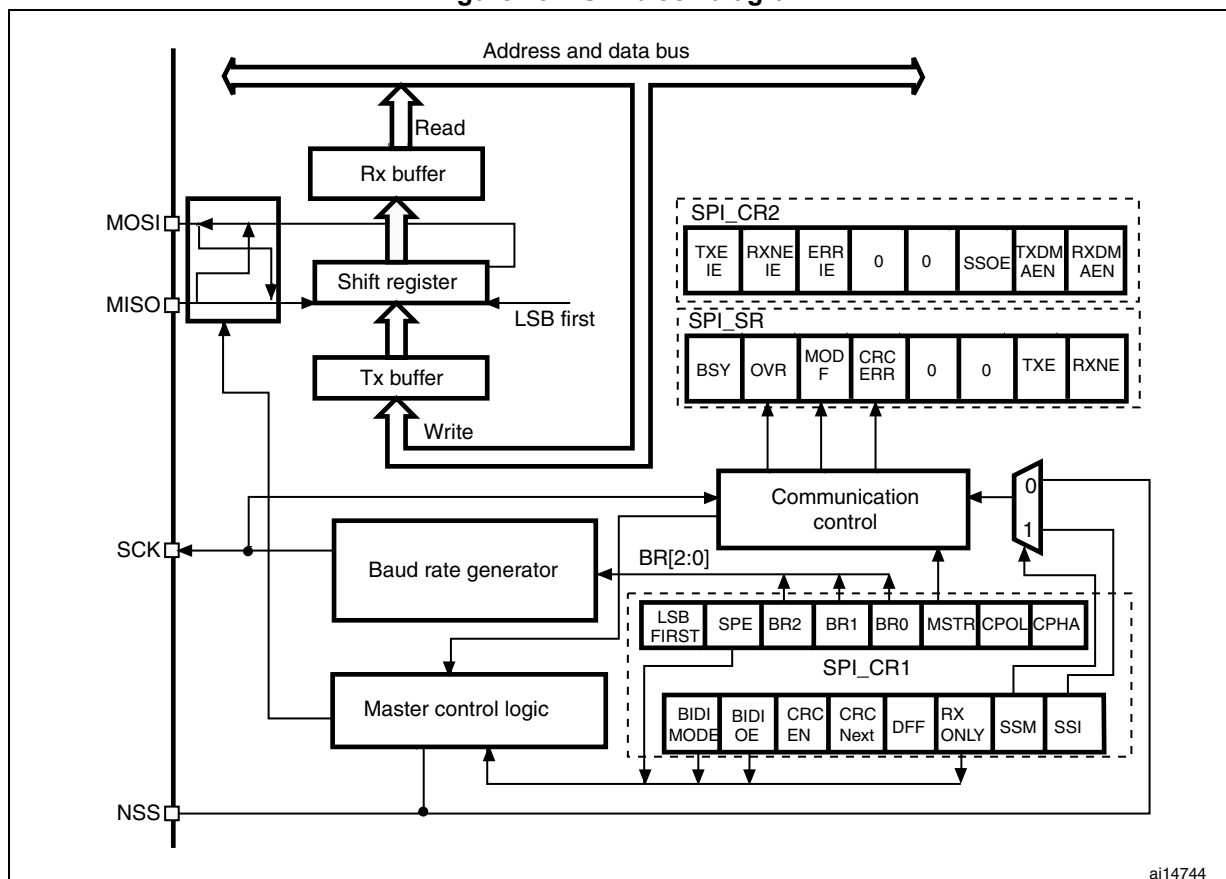 Address and data bus
Read
Rx buffer
MOSI
SPI_CR2
TXE IE
RXNE IE
ERR IE
0
0
SSOE
TXDM AEN
RXDM AEN
Shift register
MISO
LSB first
SPI_SR
BSY
OVR
MOD F
CRC ERR
0
0
TXE
RXNE
Tx buffer
Write
Communication control
0
1
SCK
Baud rate generator
BR[2:0]
LSB FIRST
SPE
BR2
BR1
BR0
MSTR
CPOL
CPHA
SPI_CR1
Master control logic
BIDI MODE
BIDI OE
CRC EN
CRC Next
DFF
RX ONLY
SSM
SSI
NSS
ai14744